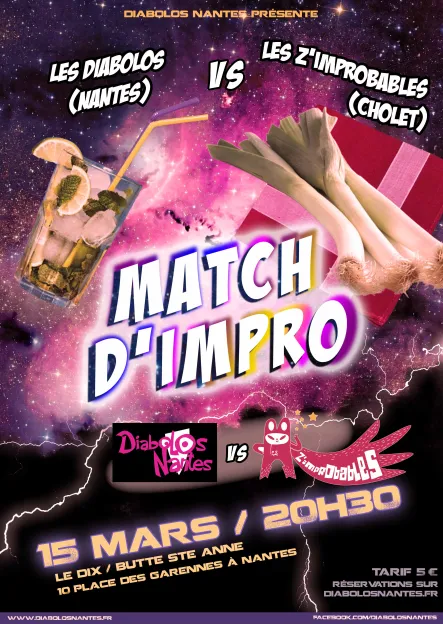 DIABOLOS NANTES PRÉSENTE
LES DIABOLOS
(NANTES)
VS
LES Z'IMPROBABLES
(CHOLET)
MATCH
D'IMPRO
Diabolos
Nantes
VS
Z'improbables
15 MARS / 20H30
LE DIX / BUTTE STE ANNE
10 PLACE DES GARENNES À NANTES
TARIF 5 €
RÉSERVATIONS SUR
DIABOLOSNANTES.FR
WWW.DIABOLOSNANTES.FR
FACEBOOK.COM/DIABOLOSNANTES